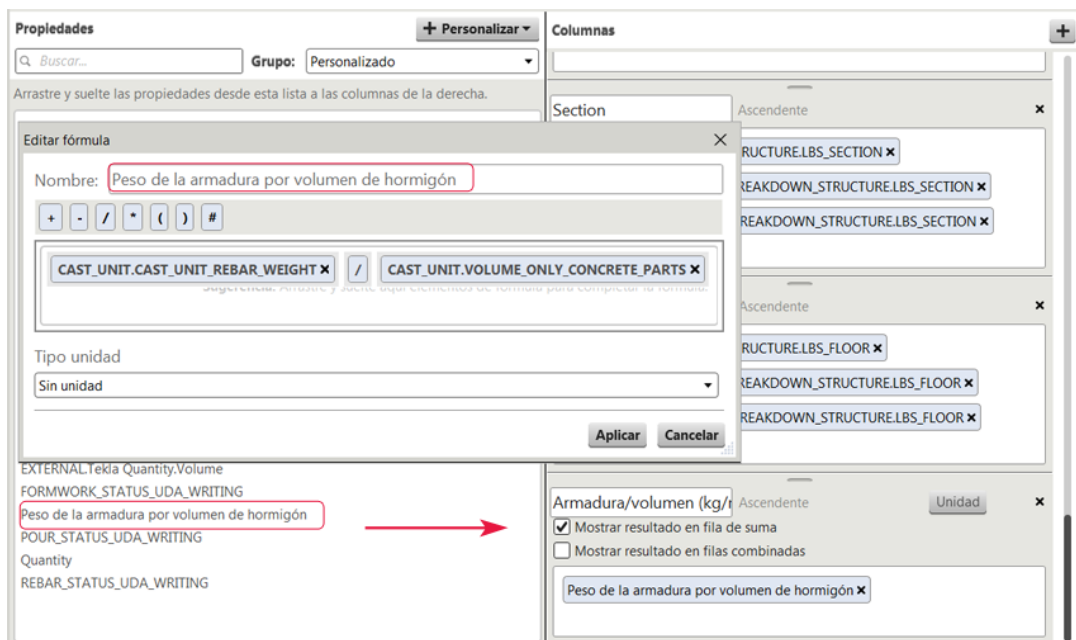 Propiedades
+ Personalizar
Buscar...
Grupo: Personalizado
Arrastre y suelte las propiedades desde esta lista a las columnas de la derecha.
Editar fórmula
Nombre: Peso de la armadura por volumen de hormigón
+ - / * ( ) #
CAST_UNIT.CAST_UNIT_REBAR_WEIGHT × / CAST_UNIT.VOLUME_ONLY_CONCRETE_PARTS ×
Sugerencia: Arrastre y suelte aquí elementos de fórmula para completar la fórmula.
Tipo unidad
Sin unidad
Aplicar Cancelar
EXTERNAL.Tekla Quantity.Volume
FORMWORK_STATUS_UDA_WRITING
Peso de la armadura por volumen de hormigón
POUR_STATUS_UDA_WRITING
Quantity
REBAR_STATUS_UDA_WRITING
Columnas
+
Section Ascendente ×
RUCTURE.LBS_SECTION ×
REAKDOWN_STRUCTURE.LBS_SECTION ×
REAKDOWN_STRUCTURE.LBS_SECTION ×
Ascendente ×
RUCTURE.LBS_FLOOR ×
REAKDOWN_STRUCTURE.LBS_FLOOR ×
REAKDOWN_STRUCTURE.LBS_FLOOR ×
Armadura/volumen (kg/r Ascendente Unidad ×
Mostrar resultado en fila de suma
Mostrar resultado en filas combinadas
Peso de la armadura por volumen de hormigón ×